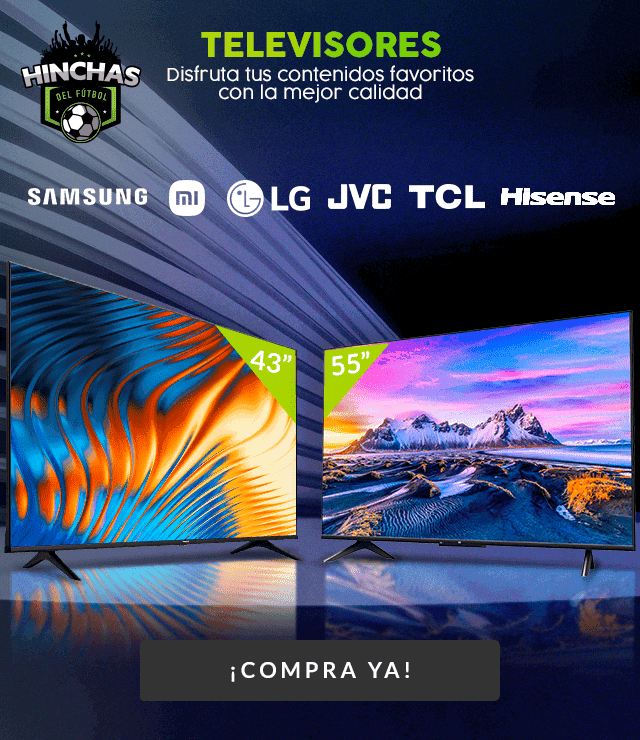 TELEVISORES
HINCHAS
DEL FÚTBOL
Disfruta tus contenidos favoritos
con la mejor calidad
SAMSUNG mi LG JVC TCL Hisense
43” 55”
¡COMPRA YA!